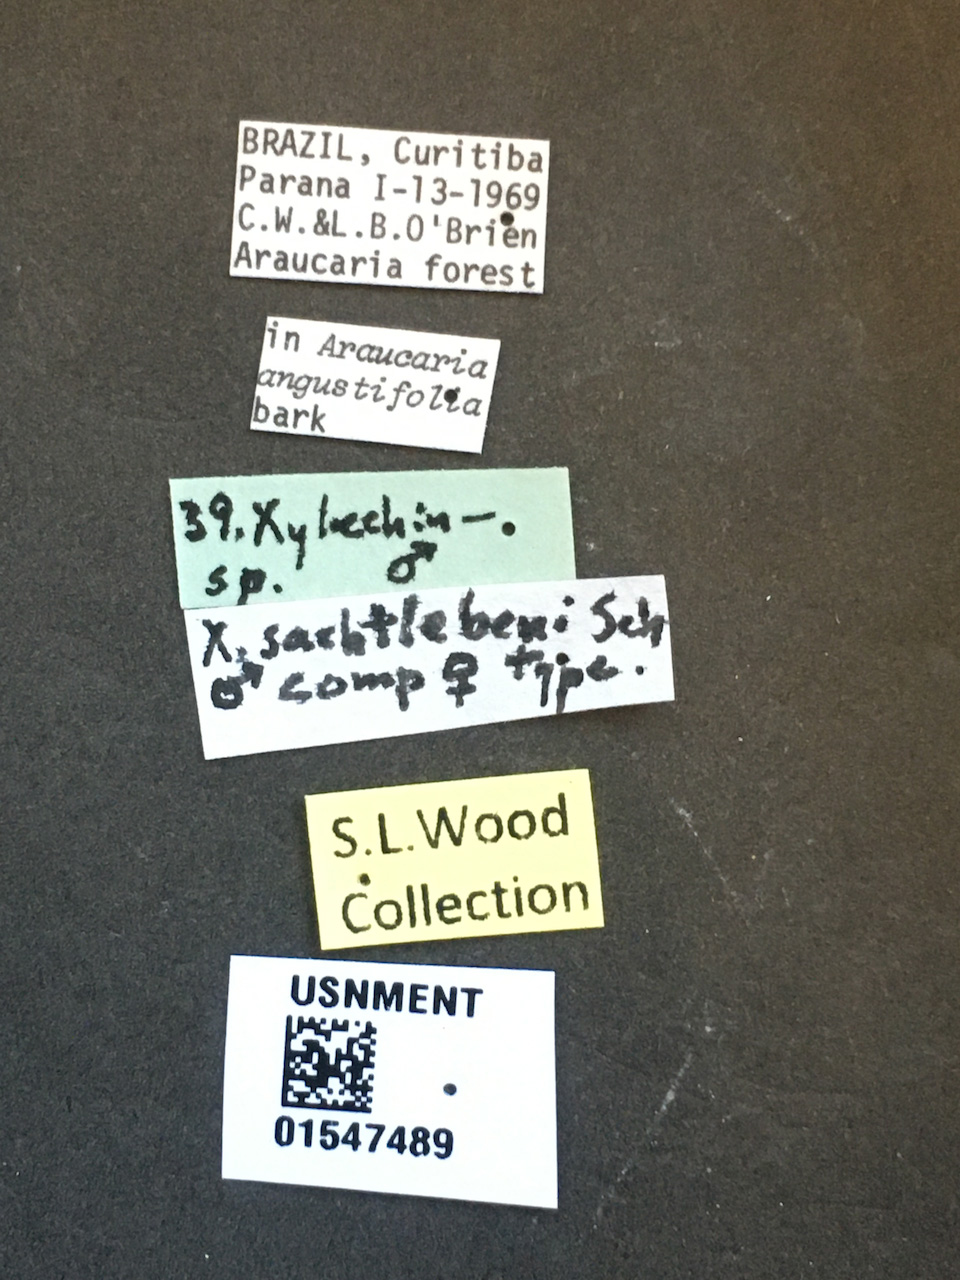 BRAZIL, Curitiba
Parana I-13-1969
C.W.&L.B.O'Brien
Araucaria forest
in Araucaria
angustifolia
bark
39. Xylechin-.
sp. ♂
X. sachtlebeni Sch
♂ comp ♀ type.
S.L.Wood
Collection
USNMENT
01547489